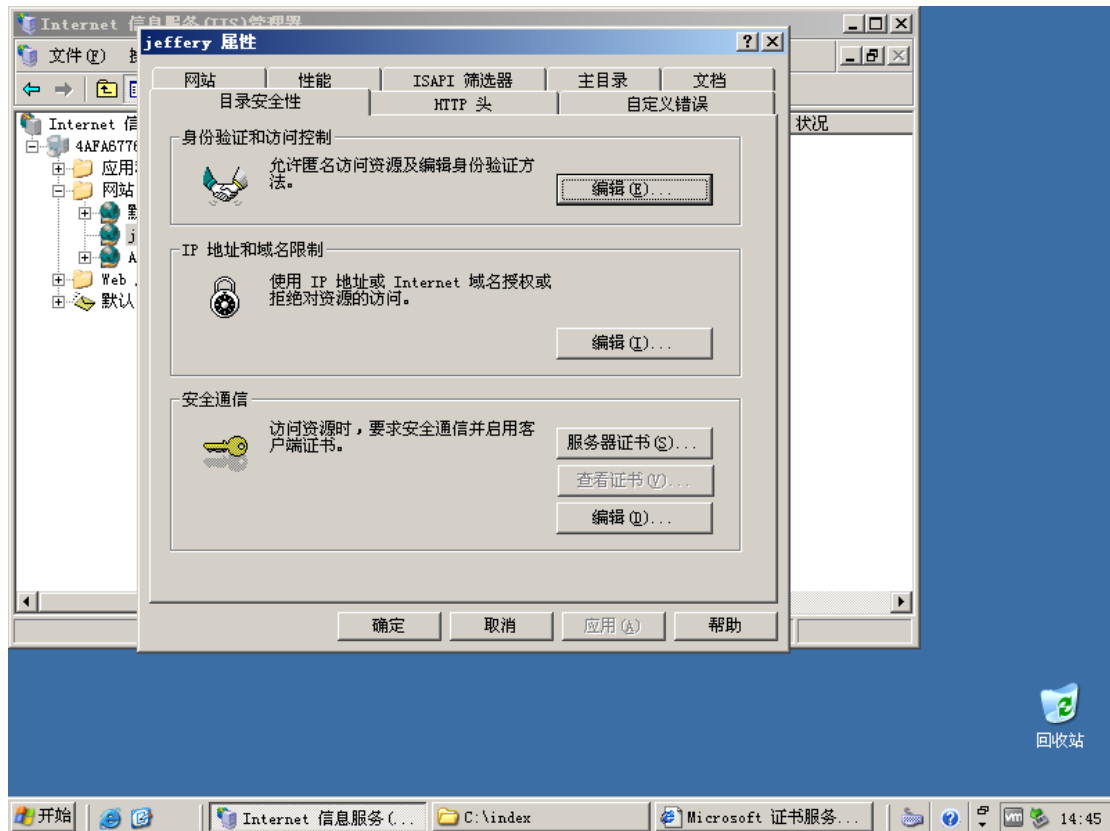 Internet 信息服务(IIS)管理器
文件(F)
jeffery 属性
网站
性能
ISAPI 筛选器
主目录
文档
目录安全性
HTTP 头
自定义错误
Internet 信
4AFA677
应用
网站
j
A
Web
默认
状况
身份验证和访问控制
允许匿名访问资源及编辑身份验证方
法。
编辑(E)...
IP 地址和域名限制
使用 IP 地址或 Internet 域名授权或
拒绝对资源的访问。
编辑(I)...
安全通信
访问资源时，要求安全通信并启用客
户端证书。
服务器证书(S)...
查看证书(V)...
编辑(D)...
确定
取消
应用(A)
帮助
回收站
开始
Internet 信息服务(...
C:\index
Microsoft 证书服务...
14:45